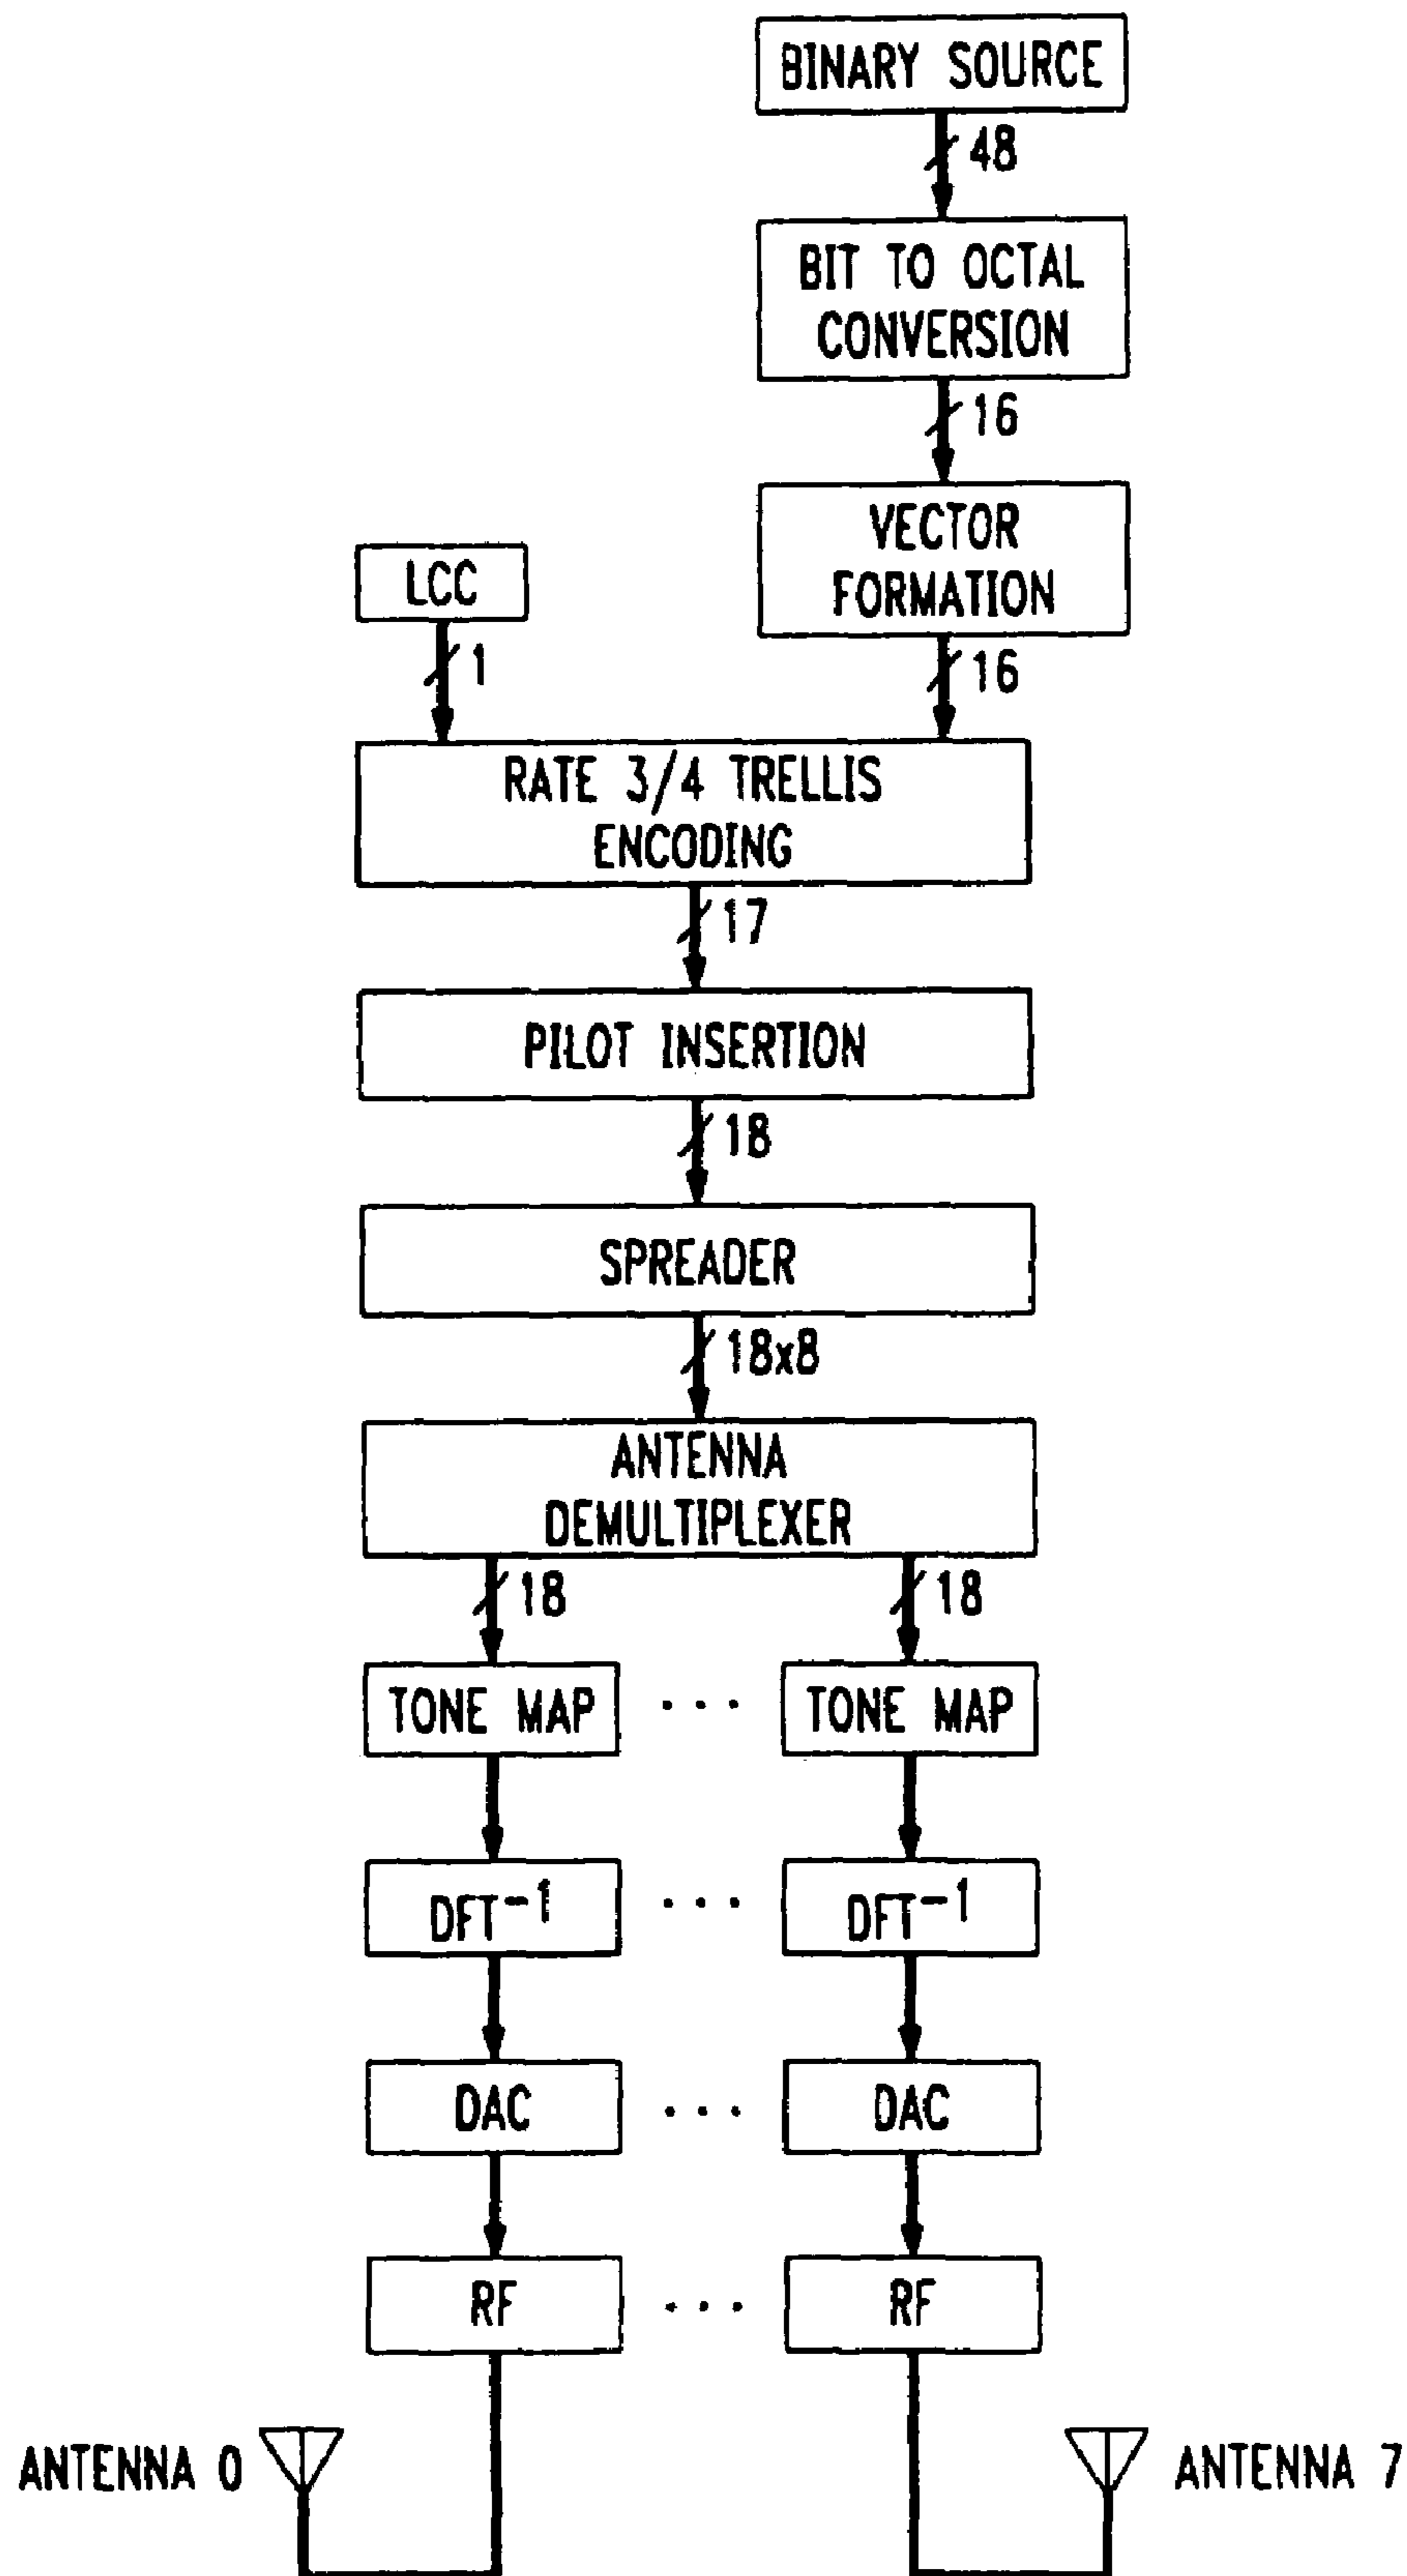 BINARY SOURCE
48
BIT TO OCTAL
CONVERSION
16
VECTOR
FORMATION
LCC
1
16
RATE 3/4 TRELLIS
ENCODING
17
PILOT INSERTION
18
SPREADER
18x8
ANTENNA
DEMULTIPLEXER
18 18
TONE MAP ... TONE MAP
DFT⁻¹ ... DFT⁻¹
DAC ... DAC
RF ... RF
ANTENNA 0 ANTENNA 7